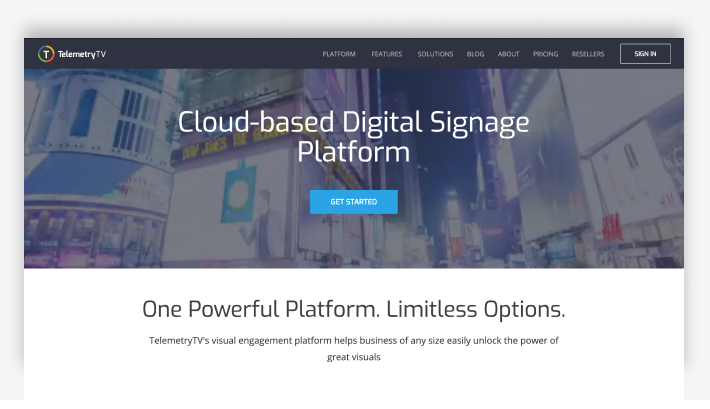 TelemetryTV
PLATFORM FEATURES SOLUTIONS BLOG ABOUT PRICING RESELLERS SIGN IN
Cloud-based Digital Signage
Platform
GET STARTED
One Powerful Platform. Limitless Options.
TelemetryTV's visual engagement platform helps business of any size easily unlock the power of
great visuals